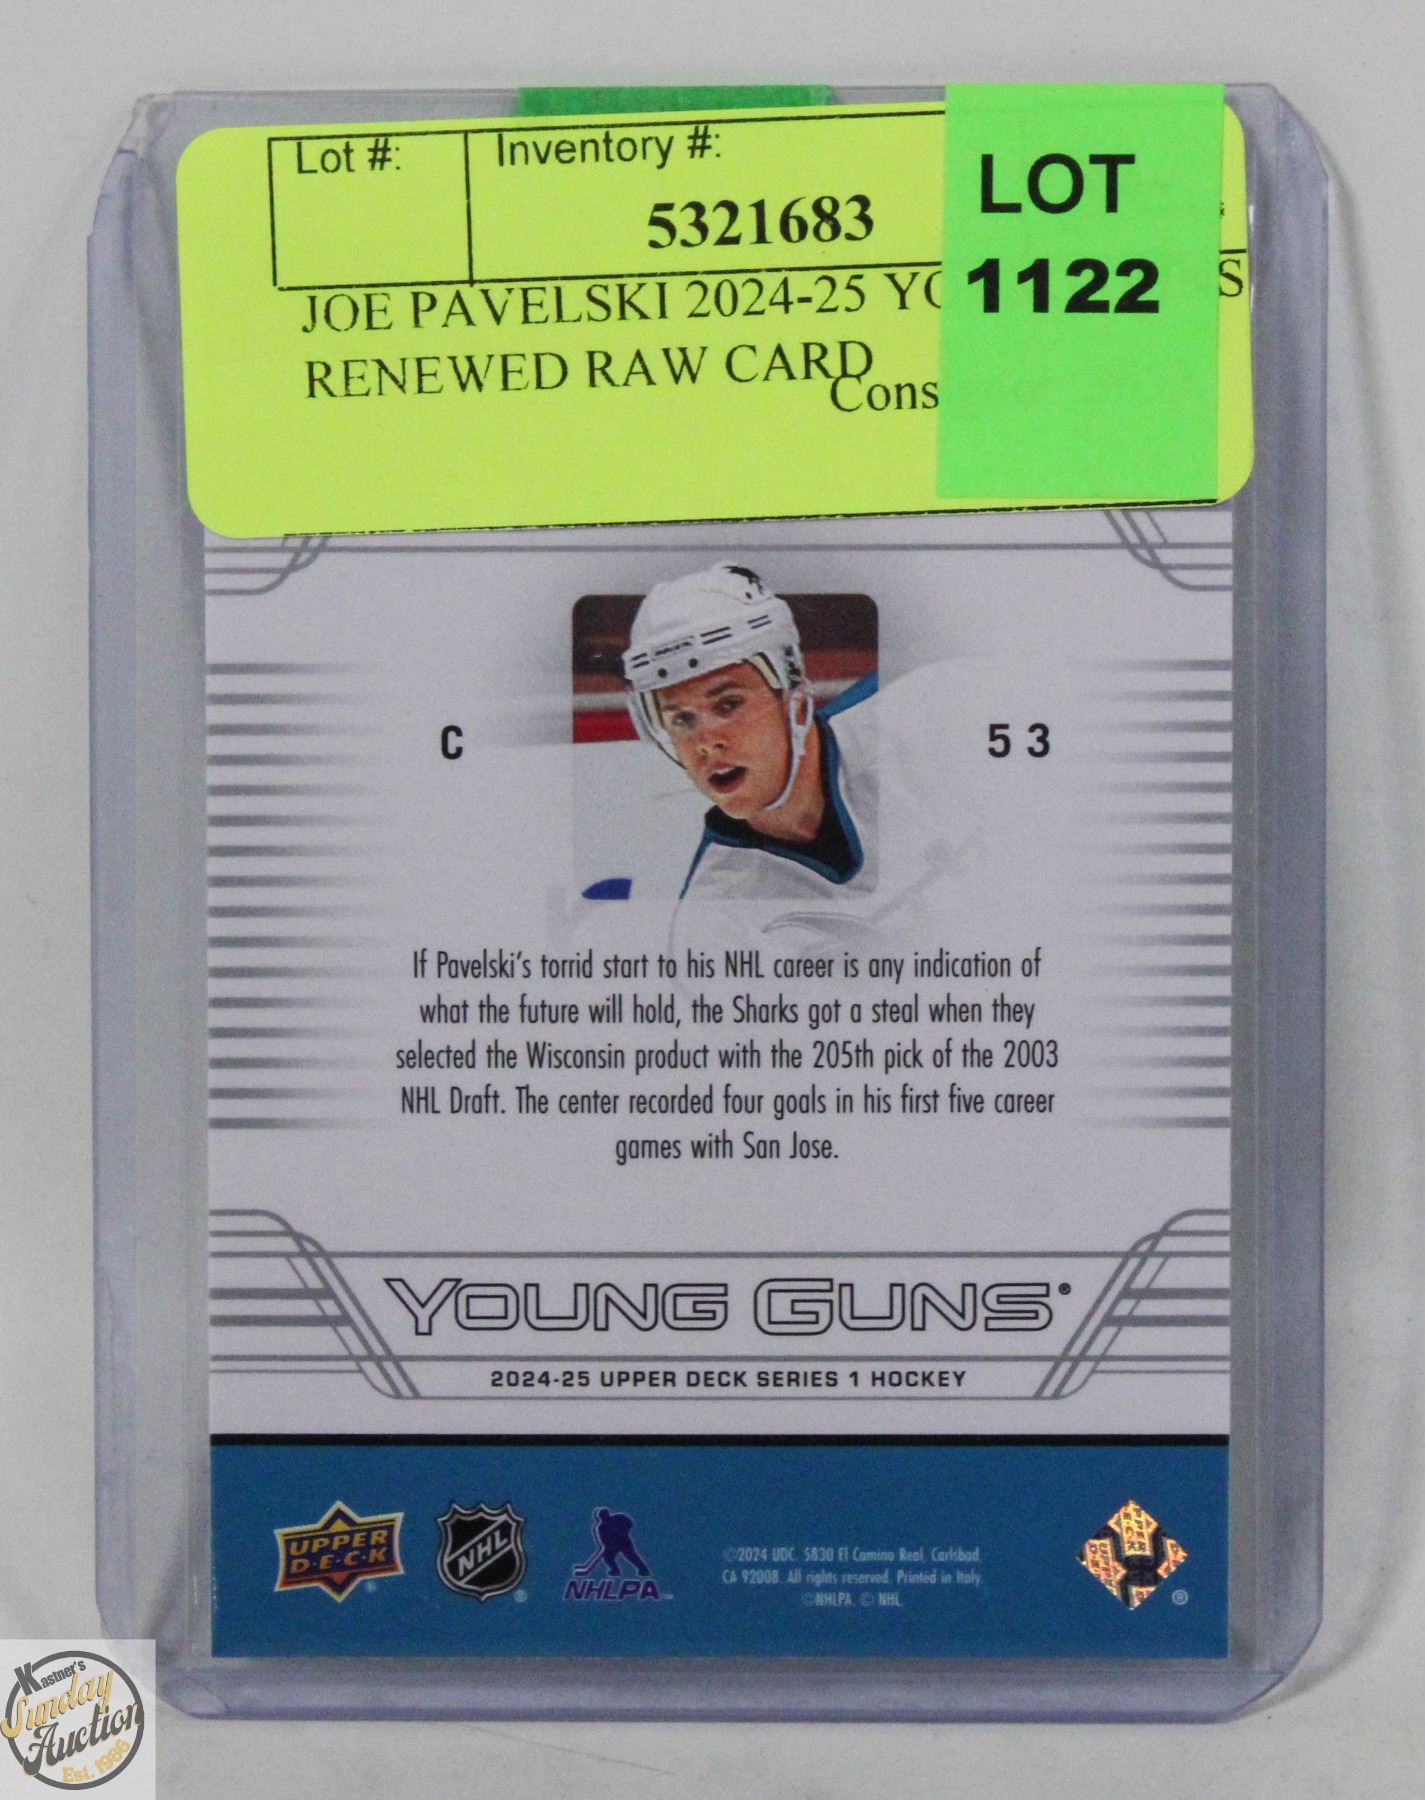 Lot #:
Inventory #:
5321683
LOT
1122
JOE PAVELSKI 2024-25
RENEWED RAW CARD
C
53
If Pavelski's torrid start to his NHL career is any indication of
what the future will hold, the Sharks got a steal when they
selected the Wisconsin product with the 205th pick of the 2003
NHL Draft. The center recorded four goals in his first five career
games with San Jose.
YOUNG GUNS®
2024-25 UPPER DECK SERIES 1 HOCKEY
UPPER
D·E·C·K ®
NHL ®
NHLPA™
©2024 UDC. 5830 El Camino Real, Carlsbad,
CA 92008. All rights reserved. Printed in Italy.
©NHLPA. © NHL.
®
Kastner's
Sunday
Auction
Est. 1986